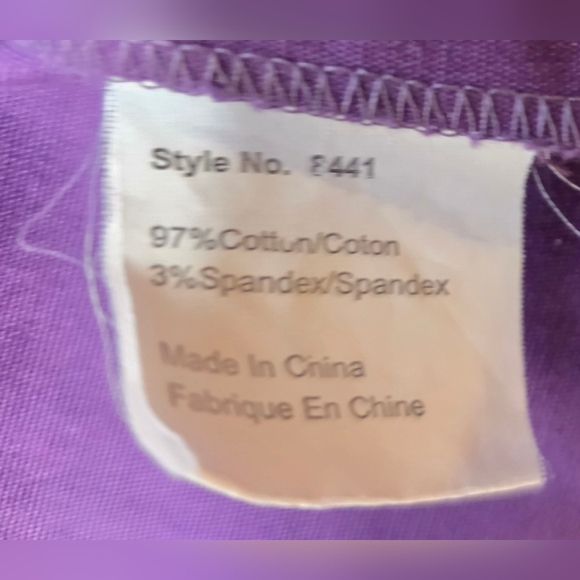 Style No. 8441
97%Cotton/Coton
3%Spandex/Spandex
Made In China
Fabrique En Chine